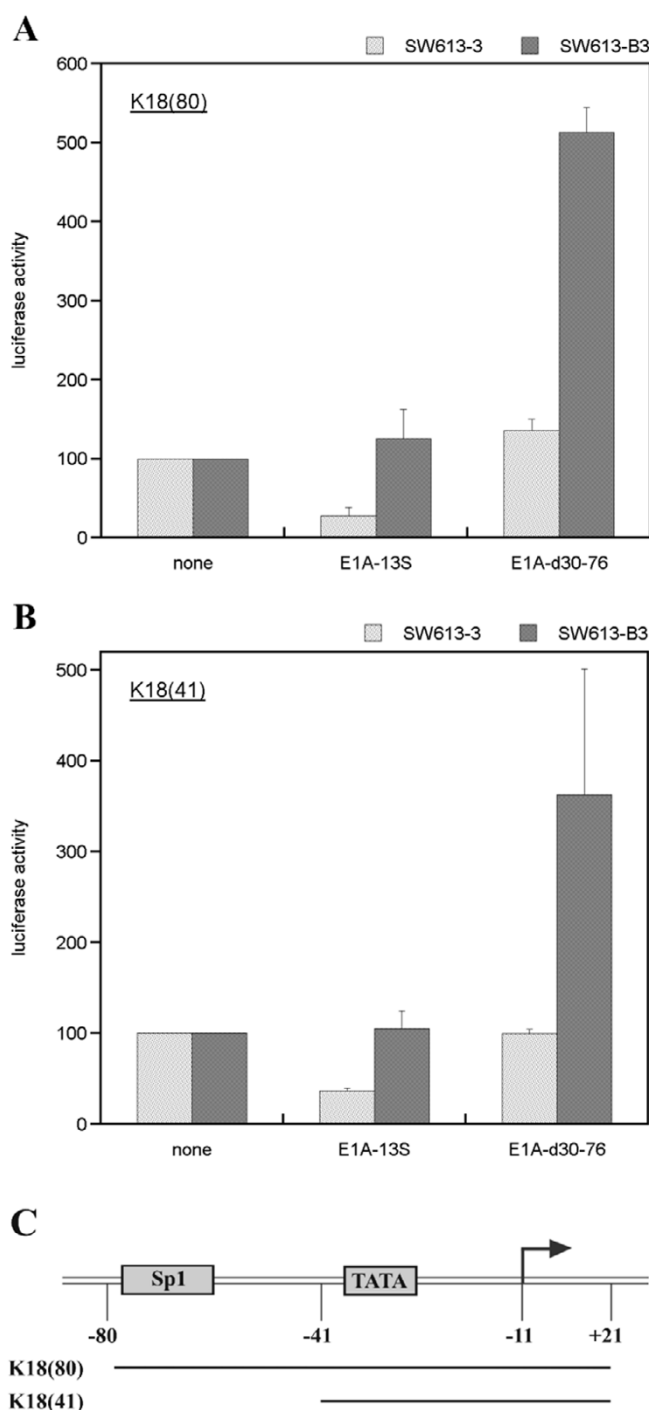 A
SW613-3 SW613-B3
600
500
400
300
200
100
0
luciferase activity
K18(80)
none E1A-13S E1A-d30-76
B
SW613-3 SW613-B3
500
400
300
200
100
0
luciferase activity
K18(41)
none E1A-13S E1A-d30-76
C
Sp1 TATA
-80 -41 -11 +21
K18(80)
K18(41)